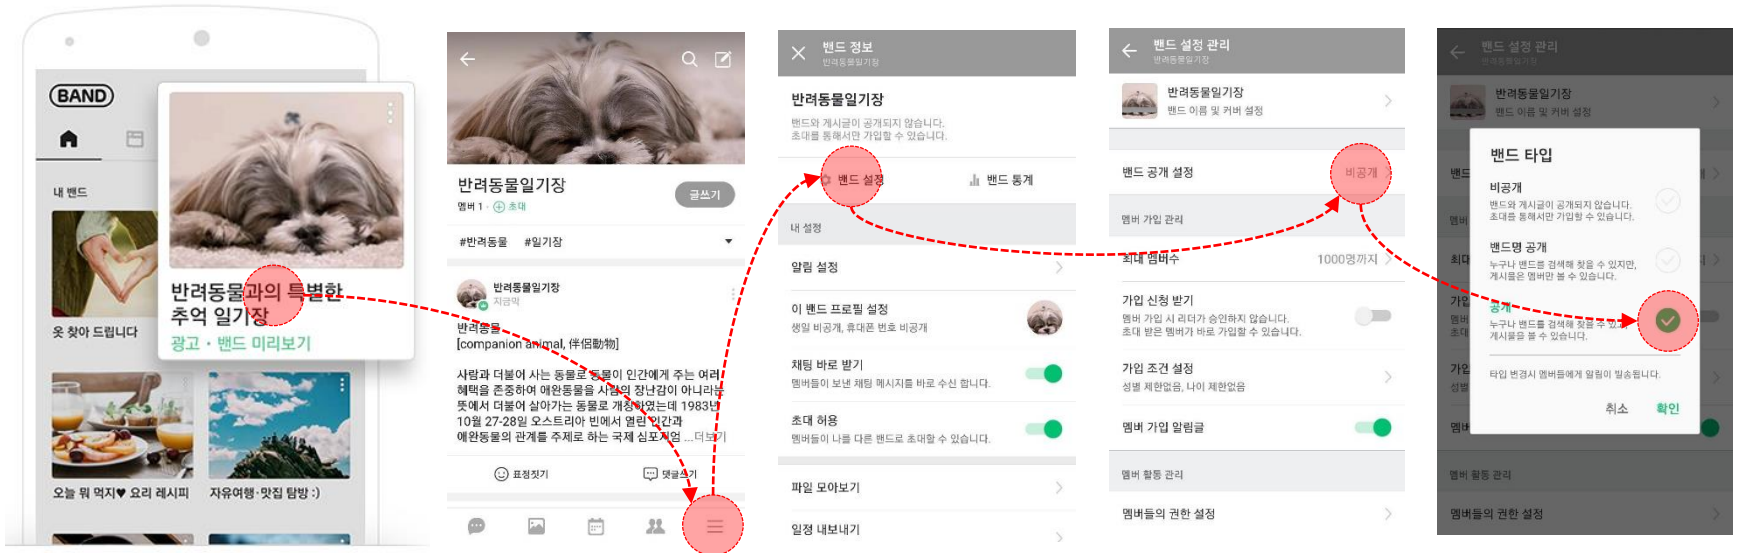 BAND
내 밴드
반려동물과의 특별한
추억 일기장
광고 · 밴드 미리보기
옷 찾아 드립니다
오늘 뭐 먹지♥ 요리 레시피
자유여행·맛집 탐방 :)
반려동물일기장
멤버 1 · 초대
글쓰기
#반려동물 #일기장
반려동물일기장
지금막
반려동물
[companion animal, 伴侶動物]
사람과 더불어 사는 동물로 동물이 인간에게 주는 여러
혜택을 존중하여 애완동물을 사람의 장난감이 아니라는
뜻에서 더불어 살아가는 동물로 개칭하였는데 1983년
10월 27-28일 오스트리아 빈에서 열린 인간과
애완동물의 관계를 주제로 하는 국제 심포지엄 ...더보기
표정짓기
댓글쓰기
밴드 정보
반려동물일기장
반려동물일기장
밴드와 게시글이 공개되지 않습니다.
초대를 통해서만 가입할 수 있습니다.
밴드 설정
밴드 통계
내 설정
알림 설정
이 밴드 프로필 설정
생일 비공개, 휴대폰 번호 비공개
채팅 바로 받기
멤버들이 보낸 채팅 메시지를 바로 수신 합니다.
초대 허용
멤버들이 나를 다른 밴드로 초대할 수 있습니다.
파일 모아보기
일정 내보내기
밴드 설정 관리
반려동물일기장
반려동물일기장
밴드 이름 및 커버 설정
밴드 공개 설정
비공개
멤버 가입 관리
최대 멤버수
1000명까지
가입 신청 받기
멤버 가입 시 리더가 승인하지 않습니다.
초대 받은 멤버가 바로 가입할 수 있습니다.
가입 조건 설정
성별 제한없음, 나이 제한없음
멤버 가입 알림글
멤버 활동 관리
멤버들의 권한 설정
밴드 설정 관리
반려동물일기장
반려동물일기장
밴드 이름 및 커버 설정
밴드 타입
비공개
밴드와 게시글이 공개되지 않습니다.
초대를 통해서만 가입할 수 있습니다.
밴드명 공개
누구나 밴드를 검색해 찾을 수 있지만,
게시물은 멤버만 볼 수 있습니다.
공개
누구나 밴드를 검색해 찾을 수 있고,
게시물을 볼 수 있습니다.
타입 변경시 멤버들에게 알림이 발송됩니다.
취소
확인
멤버 활동 관리
멤버들의 권한 설정